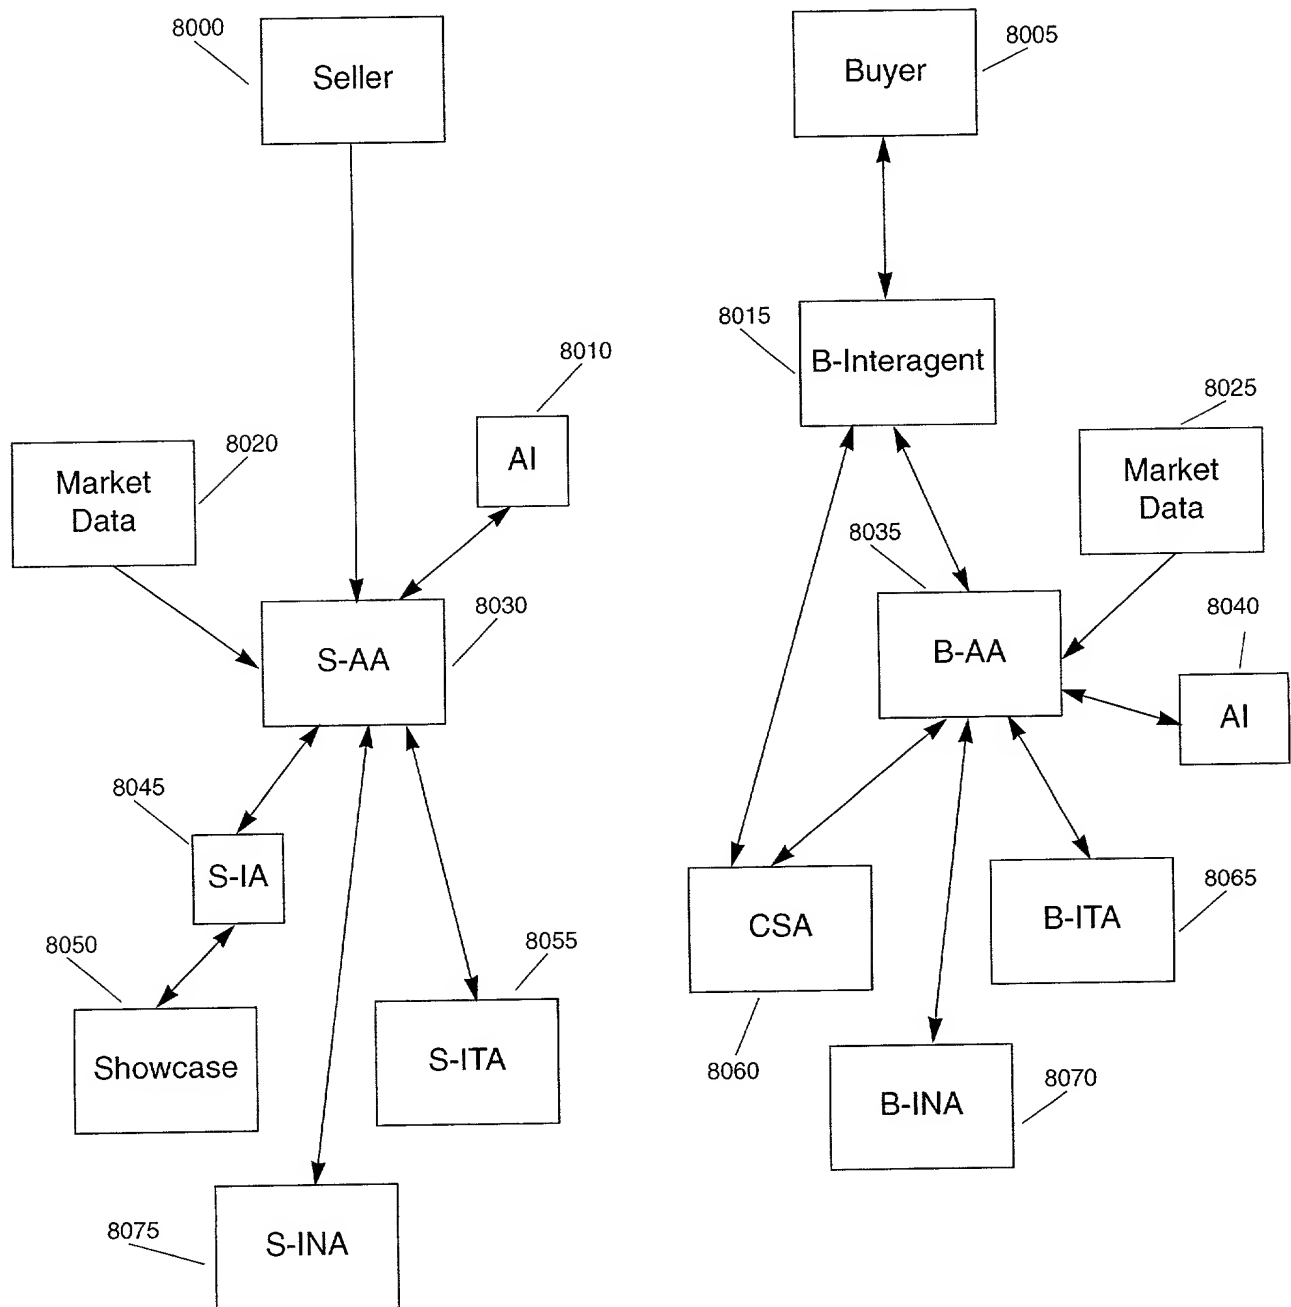 8000
Seller
8005
Buyer
8015
B-Interagent
8010
AI
8020
Market
Data
8025
Market
Data
8035
B-AA
8030
S-AA
8040
AI
8045
S-IA
8050
Showcase
8055
S-ITA
CSA
8060
8065
B-ITA
8070
B-INA
8075
S-INA